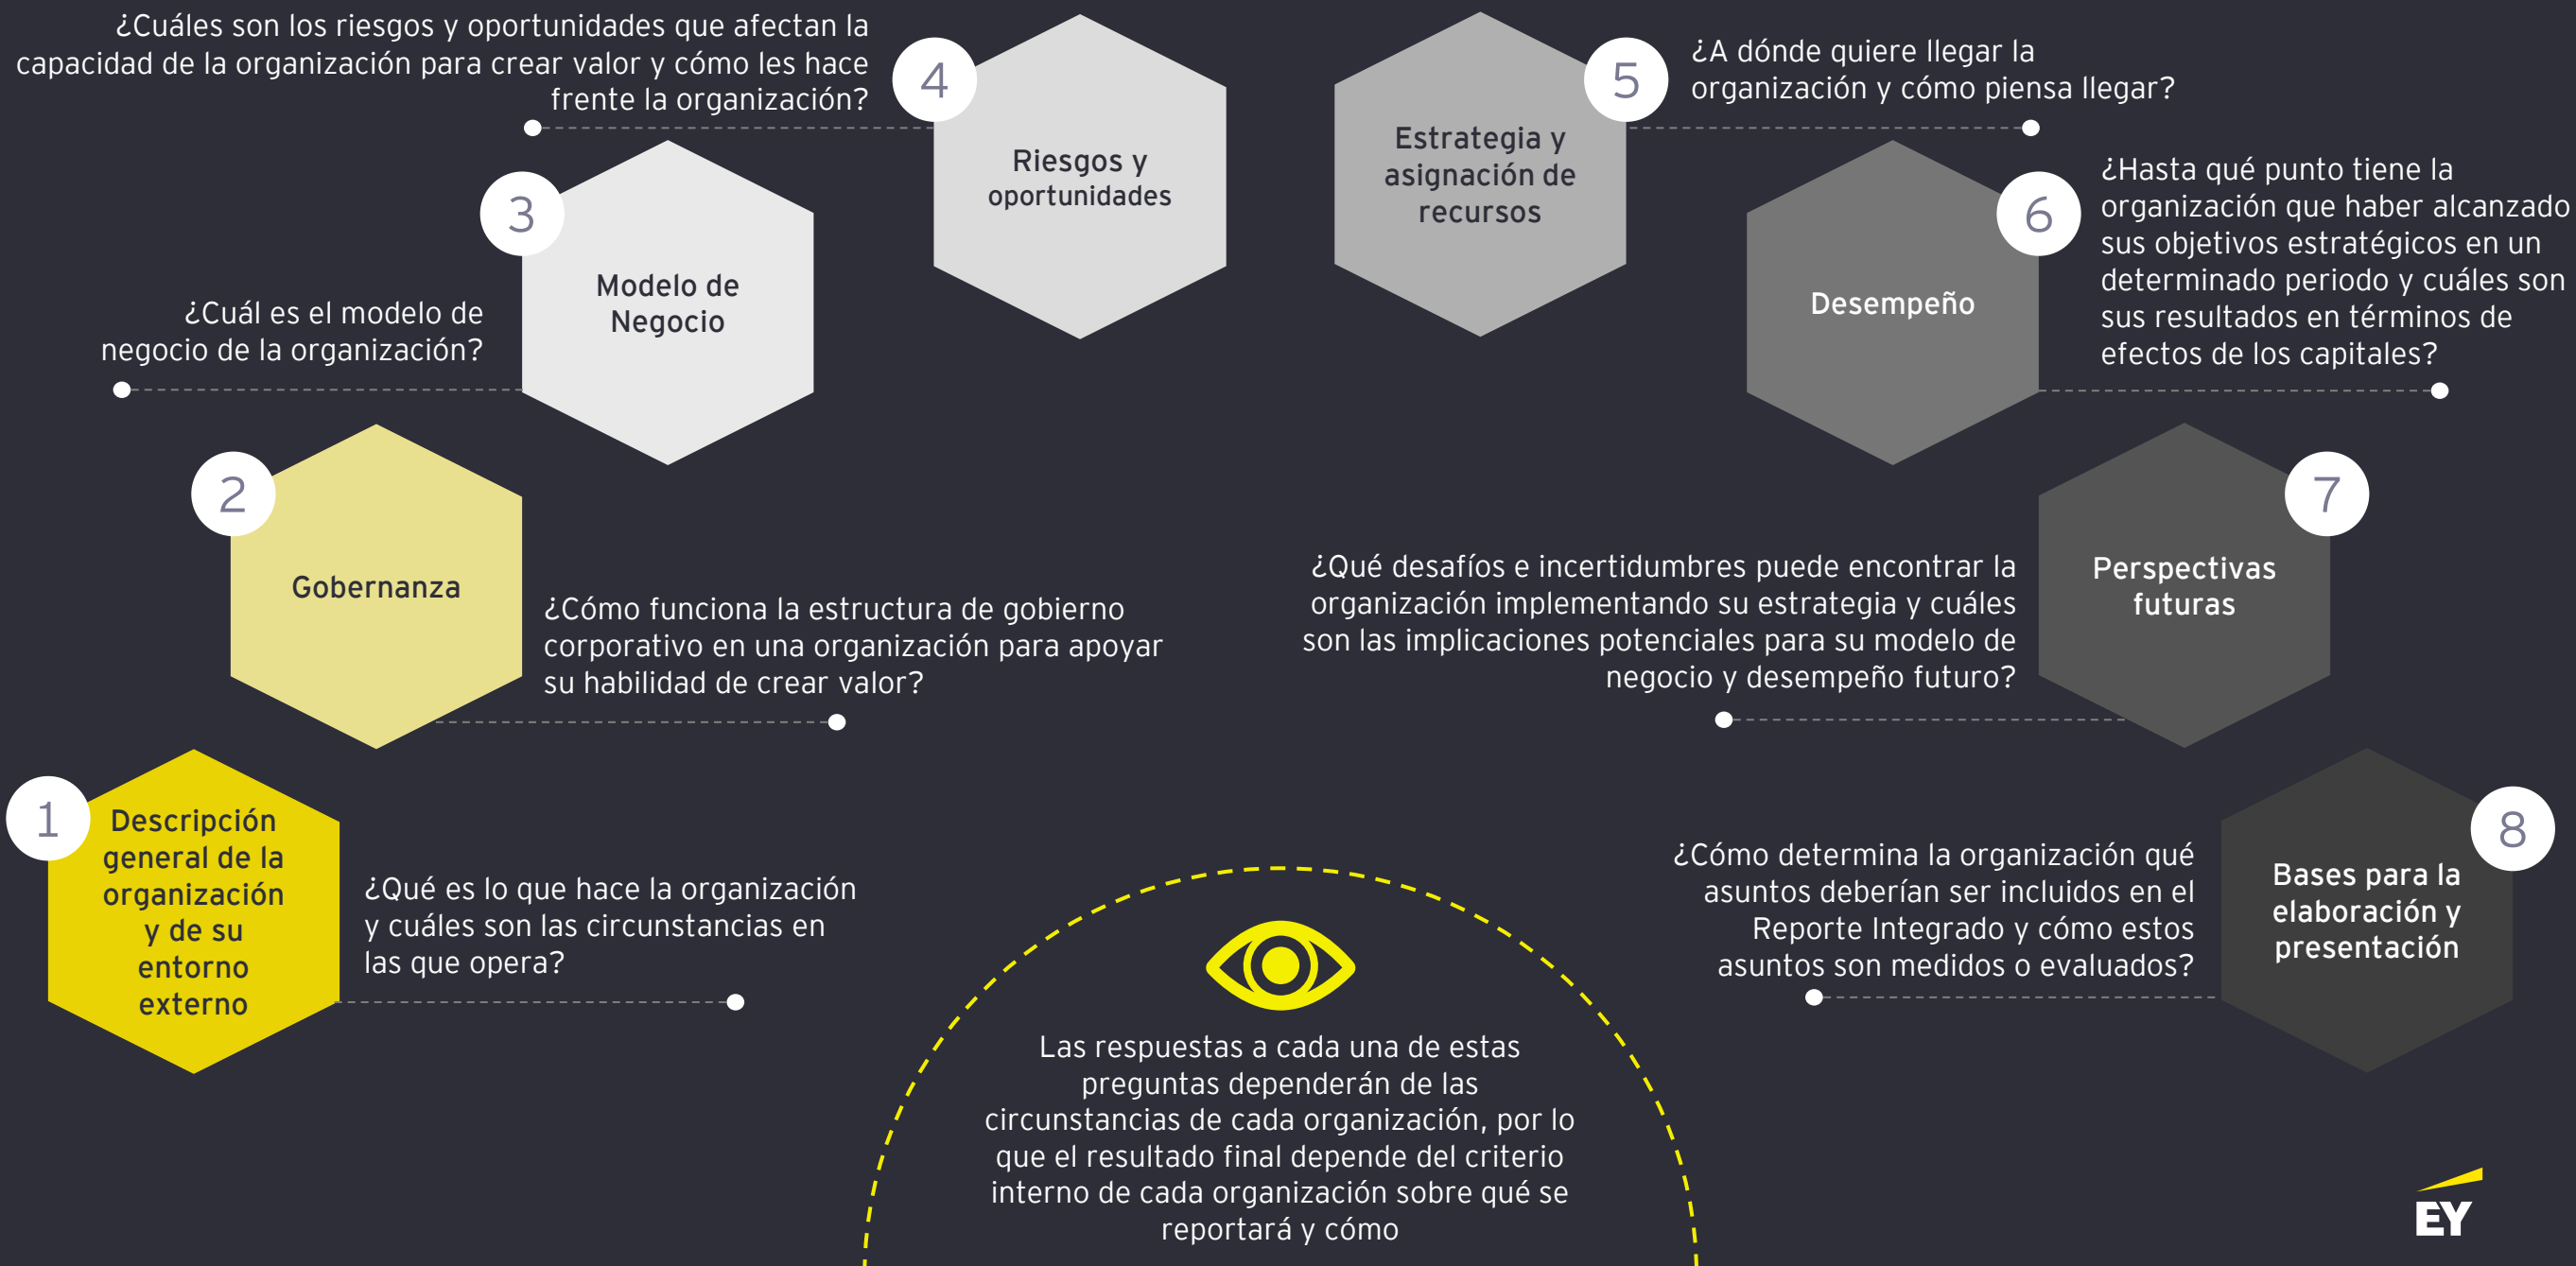 1
Descripción
general de la
organización
y de su
entorno
externo
¿Qué es lo que hace la organización
y cuáles son las circunstancias en
las que opera?
2
Gobernanza
¿Cómo funciona la estructura de gobierno
corporativo en una organización para apoyar
su habilidad de crear valor?
3
Modelo de
Negocio
¿Cuál es el modelo de
negocio de la organización?
4
Riesgos y
oportunidades
¿Cuáles son los riesgos y oportunidades que afectan la
capacidad de la organización para crear valor y cómo les hace
frente la organización?
5
Estrategia y
asignación de
recursos
¿A dónde quiere llegar la
organización y cómo piensa llegar?
6
Desempeño
¿Hasta qué punto tiene la
organización que haber alcanzado
sus objetivos estratégicos en un
determinado periodo y cuáles son
sus resultados en términos de
efectos de los capitales?
7
Perspectivas
futuras
¿Qué desafíos e incertidumbres puede encontrar la
organización implementando su estrategia y cuáles
son las implicaciones potenciales para su modelo de
negocio y desempeño futuro?
8
Bases para la
elaboración y
presentación
¿Cómo determina la organización qué
asuntos deberían ser incluidos en el
Reporte Integrado y cómo estos
asuntos son medidos o evaluados?
Las respuestas a cada una de estas
preguntas dependerán de las
circunstancias de cada organización, por lo
que el resultado final depende del criterio
interno de cada organización sobre qué se
reportará y cómo
EY